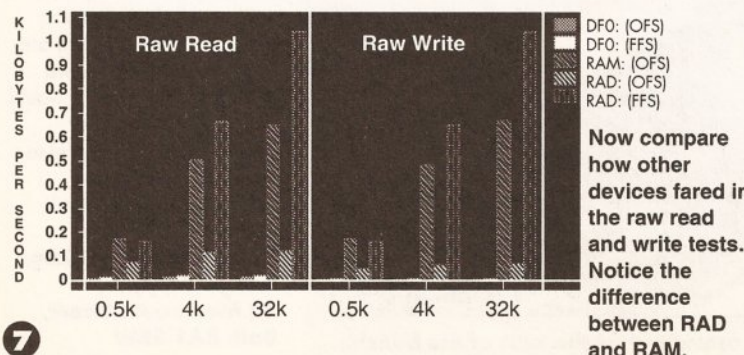 KILOBYTES PER SECOND
1.1
1.0
0.9
0.8
0.7
0.6
0.5
0.4
0.3
0.2
0.1
0
Raw Read
Raw Write
0.5k 4k 32k 0.5k 4k 32k
DF0: (OFS)
DF0: (FFS)
RAM: (OFS)
RAD: (OFS)
RAD: (FFS)
Now compare
how other
devices fared in
the raw read
and write tests.
Notice the
difference
between RAD
and RAM.
7